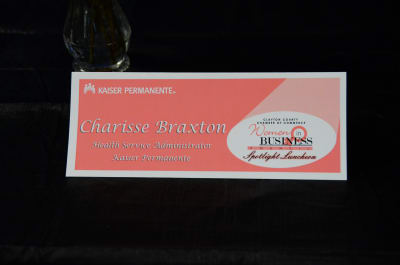 KAISER PERMANENTE®
Charisse Braxton
Health Service Administrator
Kaiser Permanente
CLAYTON COUNTY
CHAMBER OF COMMERCE
Women in
BUSINESS
Spotlight Luncheon